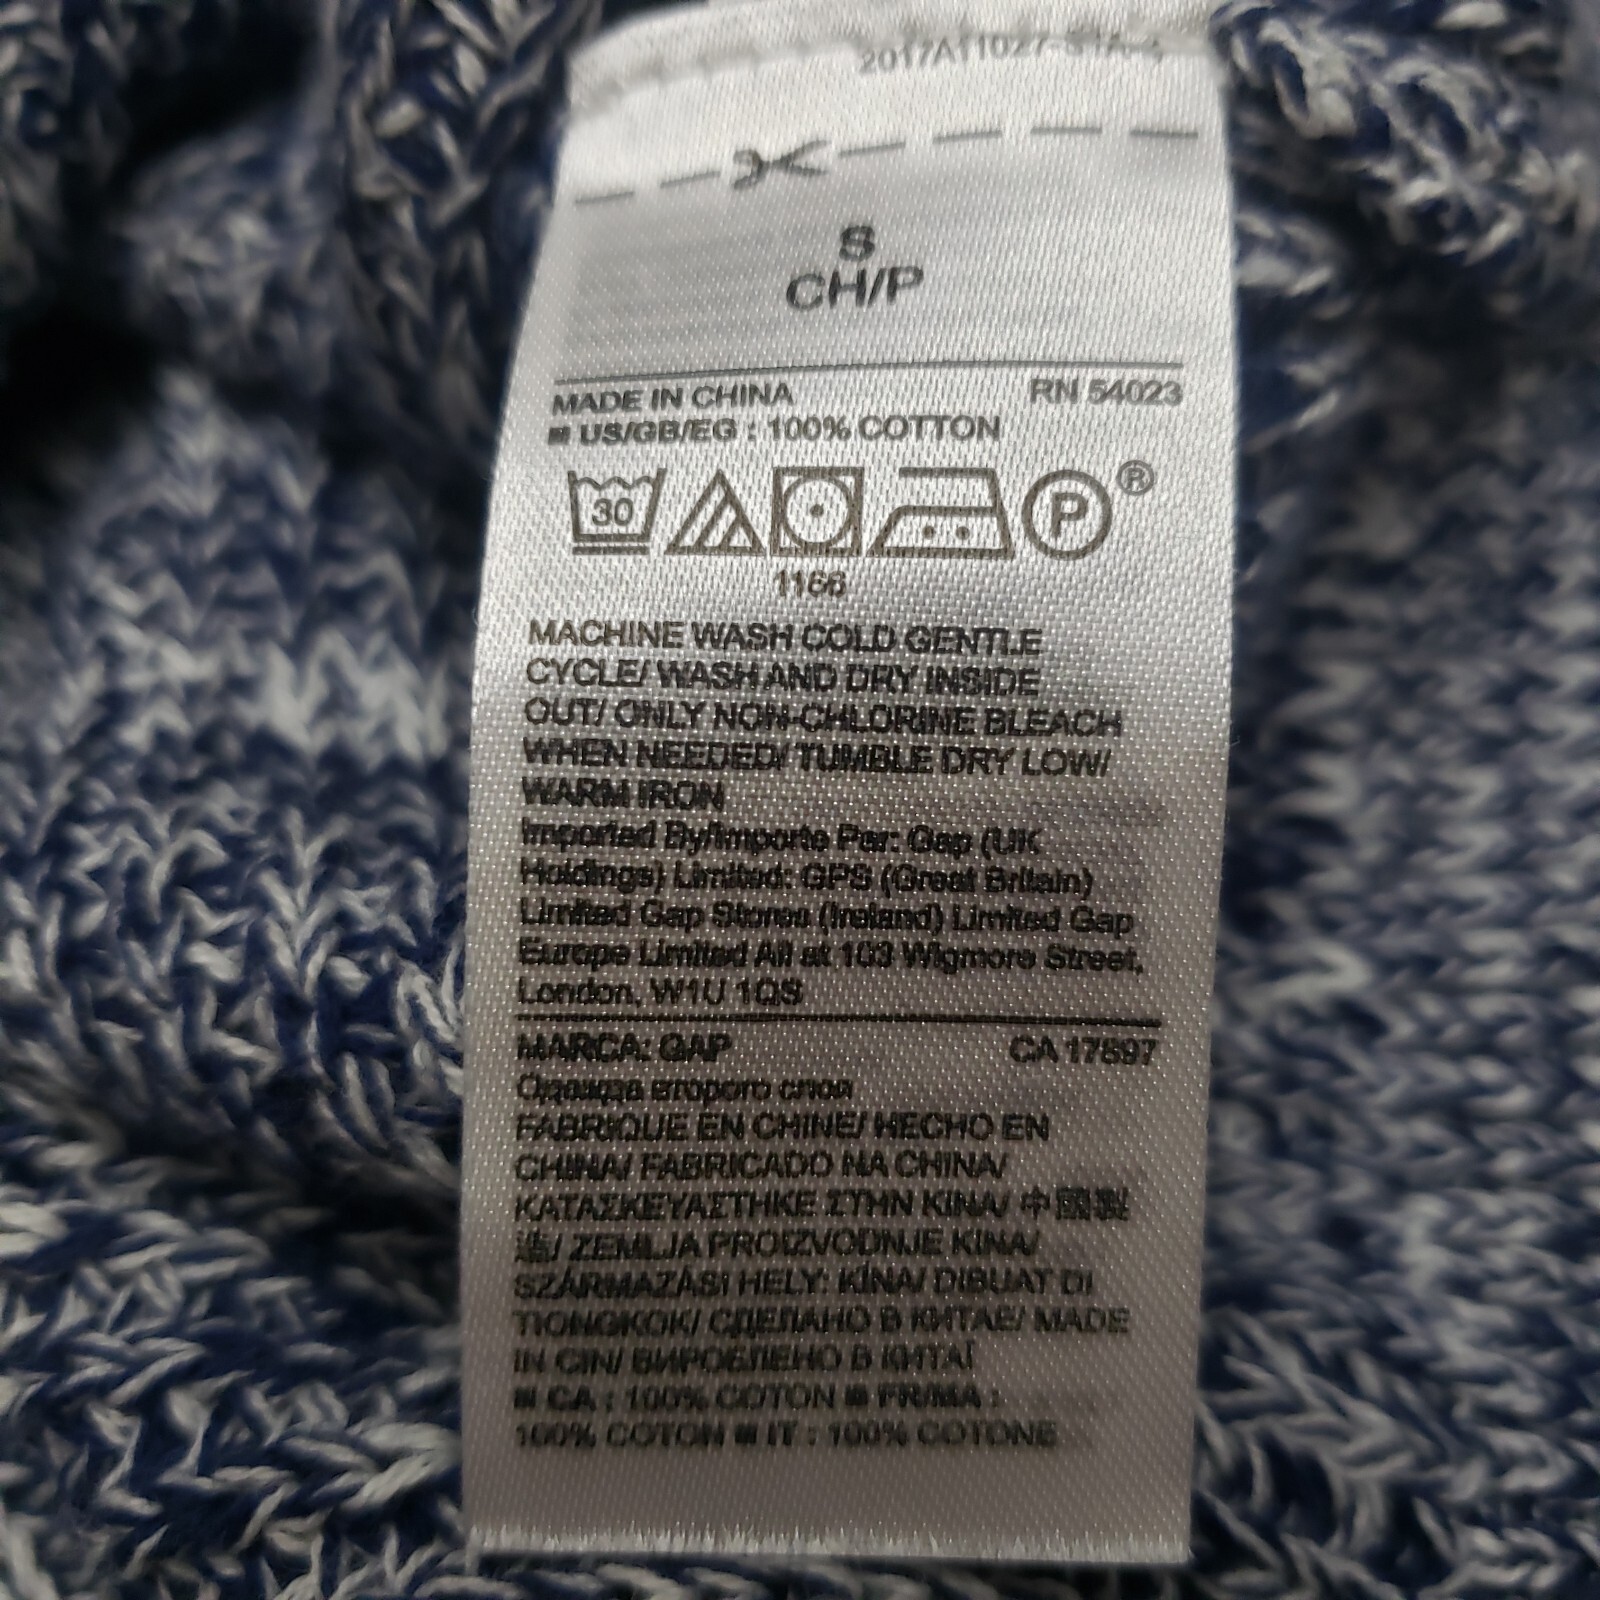 S
CH/P
MADE IN CHINA RN 54023
■ US/GB/EG : 100% COTTON
30 P ®
1166
MACHINE WASH COLD GENTLE
CYCLE/ WASH AND DRY INSIDE
OUT/ ONLY NON-CHLORINE BLEACH
WHEN NEEDED/ TUMBLE DRY LOW/
WARM IRON
Imported By/Importe Par: Gap (UK
Holdings) Limited: GPS (Great Britain)
Limited Gap Stores (Ireland) Limited Gap
Europe Limited All at 103 Wigmore Street,
London, W1U 1QS
MARCA: GAP CA 17897
Одежда второго слоя
FABRIQUE EN CHINE/ HECHO EN
CHINA/ FABRICADO NA CHINA/
ΚΑΤΑΣΚΕΥΑΣΤΗΚΕ ΣΤΗΝ ΚΙΝΑ/ 中國製
造/ ZEMLJA PROIZVODNJE KINA/
SZÁRMAZÁSI HELY: KÍNA/ DIBUAT DI
TIONGKOK/ СДЕЛАНО В КИТАЕ/ MADE
IN CIN/ ВИРОБЛЕНО В КИТАЇ
■ CA : 100% COTON ■ FR/MA :
100% COTON ■ IT : 100% COTONE